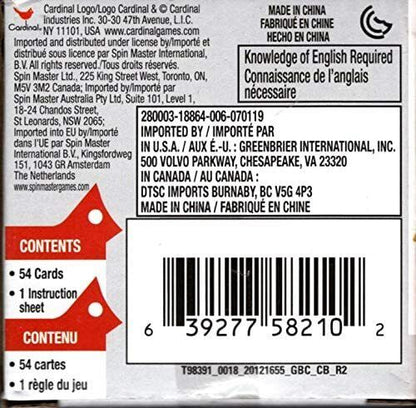 Cardinal
Cardinal Logo/Logo Cardinal & © Cardinal
Industries Inc. 30-30 47th Avenue, L.I.C.
NY 11101, USA www.cardinalgames.com
Imported and distributed under license by/Importé et
distribué sous licence par Spin Master International,
B.V. All rights reserved./Tous droits réservés.
Spin Master Ltd., 225 King Street West, Toronto, ON,
M5V 3M2 Canada; Imported by/Importado por
Spin Master Australia Pty Ltd, Suite 101, Level 1,
18-24 Chandos Street,
St Leonards, NSW 2065;
Imported into EU by/Importé dans
l'UE par Spin Master
International B.V., Kingsfordweg
151, 1043 GR Amsterdam
The Netherlands
www.spinmastergames.com
MADE IN CHINA
FABRIQUÉ EN CHINE
HECHO EN CHINA
Knowledge of English Required
Connaissance de l'anglais
nécessaire
280003-18864-006-070119
IMPORTED BY / IMPORTÉ PAR
IN U.S.A. / AUX É.-U. : GREENBRIER INTERNATIONAL, INC.
500 VOLVO PARKWAY, CHESAPEAKE, VA 23320
IN CANADA / AU CANADA :
DTSC IMPORTS BURNABY, BC V5G 4P3
MADE IN CHINA / FABRIQUÉ EN CHINE
CONTENTS
• 54 Cards
• 1 Instruction
sheet
CONTENU
• 54 cartes
• 1 règle du jeu
6 39277 58210 2
T98391_0018_20121655_GBC_CB_R2